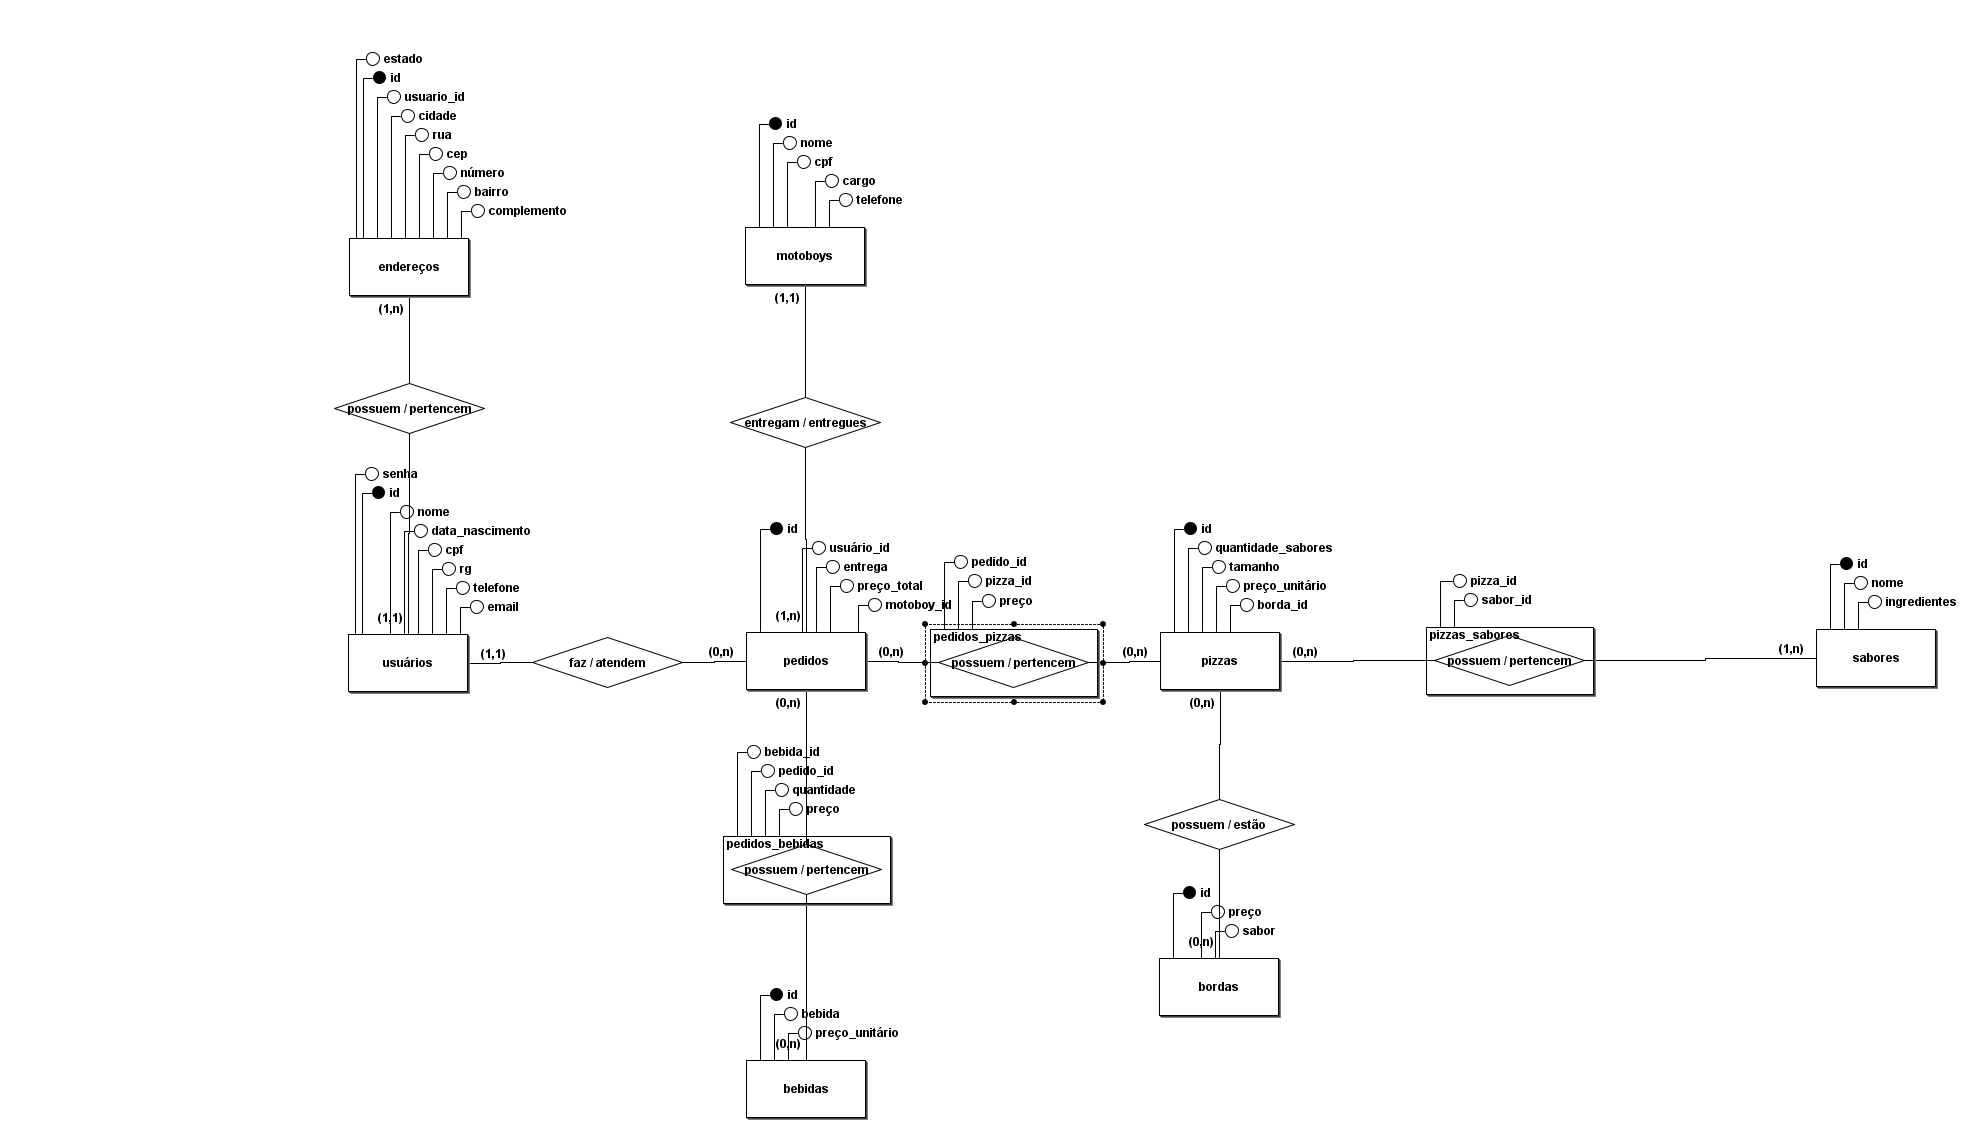 estado
id
usuario_id
cidade
rua
cep
número
bairro
complemento
endereços
(1,n)
possuem / pertencem
senha
id
nome
data_nascimento
cpf
rg
telefone
email
(1,1)
usuários
(1,1)
faz / atendem
(0,n)
id
nome
cpf
cargo
telefone
motoboys
(1,1)
entregam / entregues
id
usuário_id
entrega
preço_total
motoboy_id
(1,n)
pedidos
(0,n)
(0,n)
pedido_id
pizza_id
preço
pedidos_pizzas
possuem / pertencem
(0,n)
bebida_id
pedido_id
quantidade
preço
pedidos_bebidas
possuem / pertencem
id
bebida
preço_unitário
(0,n)
bebidas
id
quantidade_sabores
tamanho
preço_unitário
borda_id
pizzas
(0,n)
(0,n)
possuem / estão
id
preço
sabor
(0,n)
bordas
pizza_id
sabor_id
pizzas_sabores
possuem / pertencem
(1,n)
id
nome
ingredientes
sabores